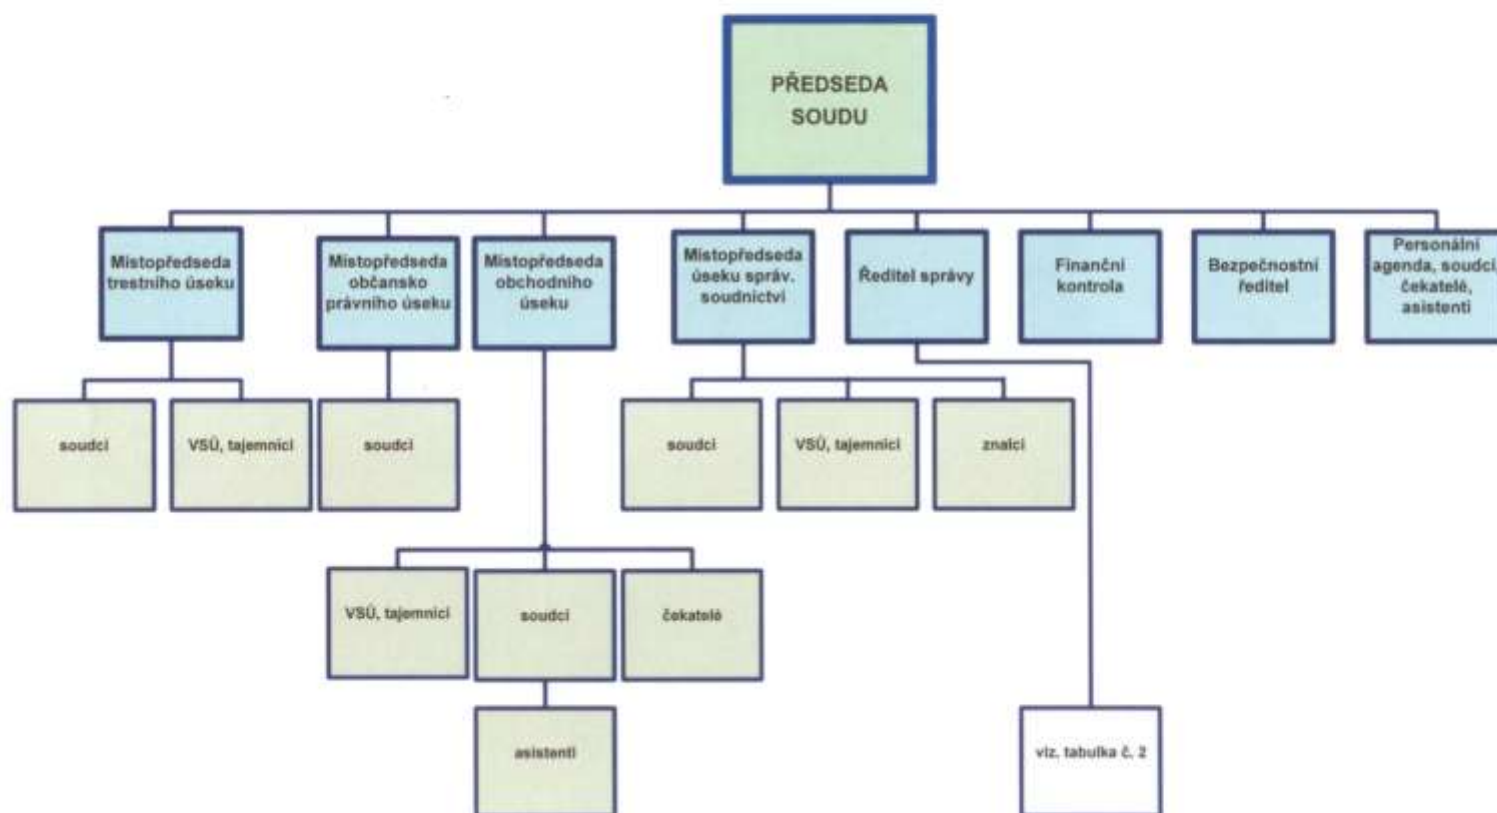 PŘEDSEDA
SOUDU
Místopředseda
trestního úseku
Místopředseda
občansko
právního úseku
Místopředseda
obchodního
úseku
Místopředseda
úseku správ.
soudnictví
Ředitel správy
Finanční
kontrola
Bezpečnostní
ředitel
Personální
agenda, soudci,
čekatelé,
asistenti
soudci
VSÚ, tajemníci
soudci
soudci
VSÚ, tajemníci
znalci
VSÚ, tajemníci
soudci
čekatelé
asistenti
viz. tabulka č. 2